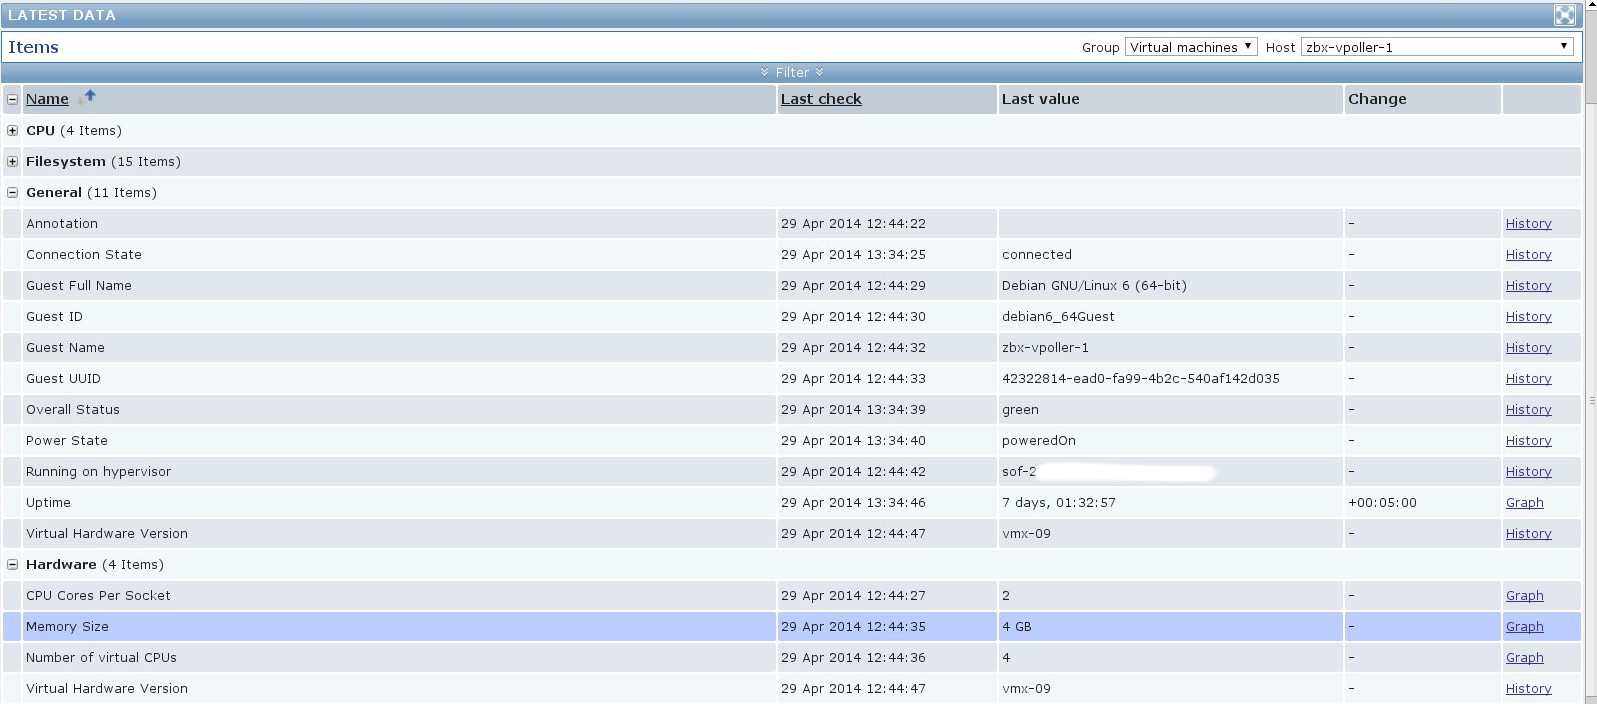 LATEST DATA
Items Group Virtual machines Host zbx-vpoller-1
Filter
Name Last check Last value Change
CPU (4 Items)
Filesystem (15 Items)
General (11 Items)
Annotation 29 Apr 2014 12:44:22 - History
Connection State 29 Apr 2014 13:34:25 connected - History
Guest Full Name 29 Apr 2014 12:44:29 Debian GNU/Linux 6 (64-bit) - History
Guest ID 29 Apr 2014 12:44:30 debian6_64Guest - History
Guest Name 29 Apr 2014 12:44:32 zbx-vpoller-1 - History
Guest UUID 29 Apr 2014 12:44:33 42322814-ead0-fa99-4b2c-540af142d035 - History
Overall Status 29 Apr 2014 13:34:39 green - History
Power State 29 Apr 2014 13:34:40 poweredOn - History
Running on hypervisor 29 Apr 2014 12:44:42 sof-2 - History
Uptime 29 Apr 2014 13:34:46 7 days, 01:32:57 +00:05:00 Graph
Virtual Hardware Version 29 Apr 2014 12:44:47 vmx-09 - History
Hardware (4 Items)
CPU Cores Per Socket 29 Apr 2014 12:44:27 2 - Graph
Memory Size 29 Apr 2014 12:44:35 4 GB - Graph
Number of virtual CPUs 29 Apr 2014 12:44:36 4 - Graph
Virtual Hardware Version 29 Apr 2014 12:44:47 vmx-09 - History